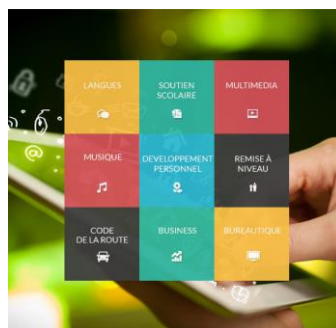 LANGUES
SOUTIEN
SCOLAIRE
MULTIMEDIA
MUSIQUE
DEVELOPPEMENT
PERSONNEL
REMISE À
NIVEAU
CODE
DE LA ROUTE
BUSINESS
BUREAUTIQUE